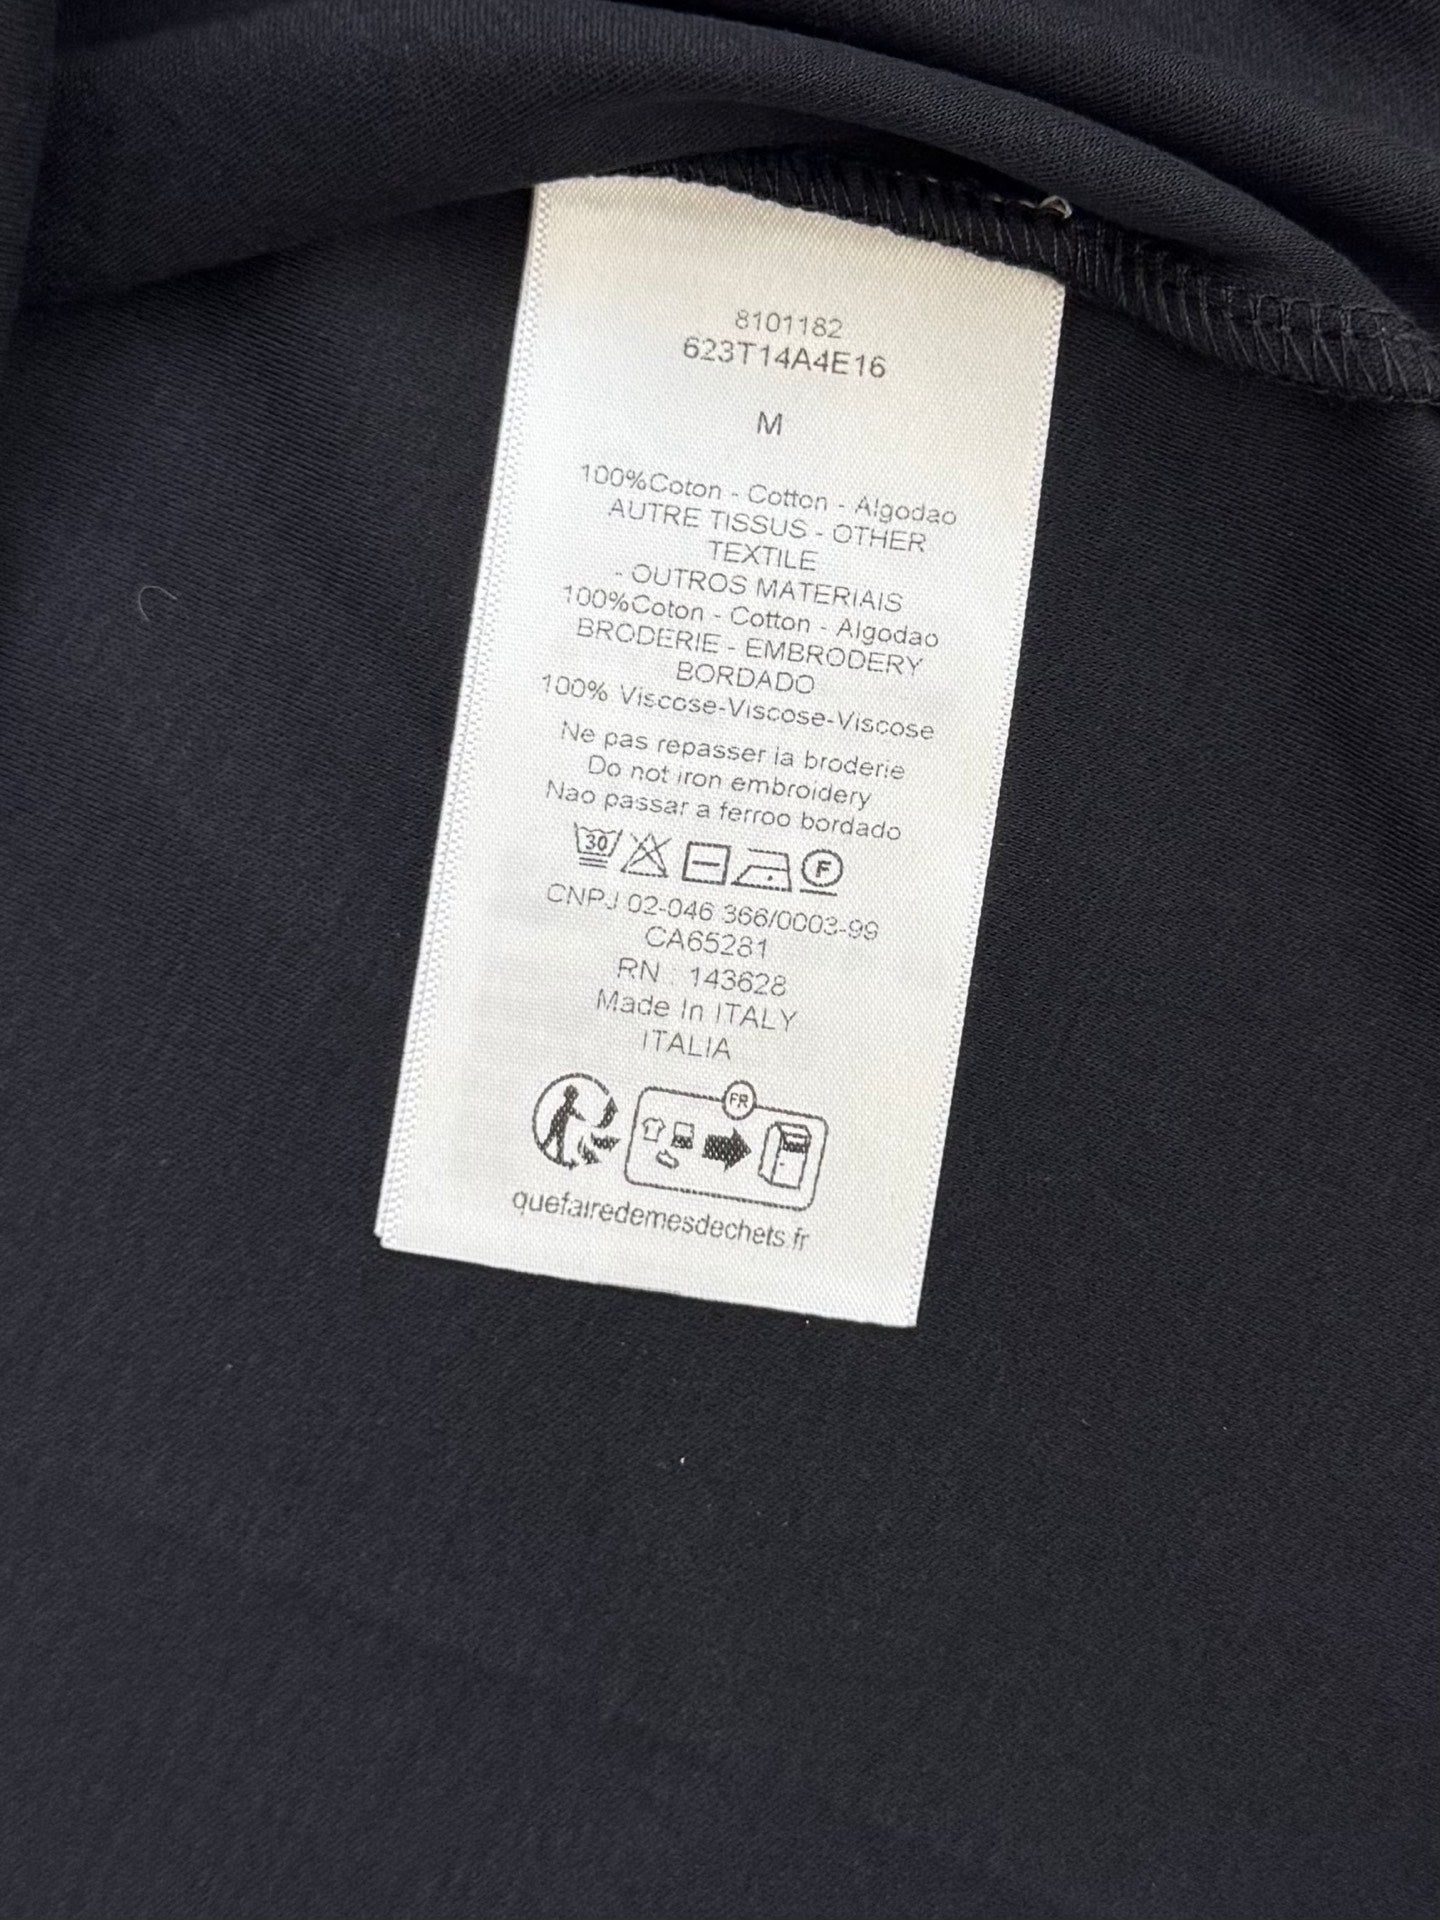 8101182
623T14A4E16
M
100%Coton - Cotton - Algodao
AUTRE TISSUS - OTHER
TEXTILE
- OUTROS MATERIAIS
100%Coton - Cotton - Algodao
BRODERIE - EMBRODERY
BORDADO
100% Viscose-Viscose-Viscose
Ne pas repasser la broderie
Do not iron embroidery
Nao passar a ferroo bordado
30 F
CNPJ 02-046 366/0003-99
CA65281
RN : 143628
Made In ITALY
ITALIA
FR
quefairedemesdechets.fr